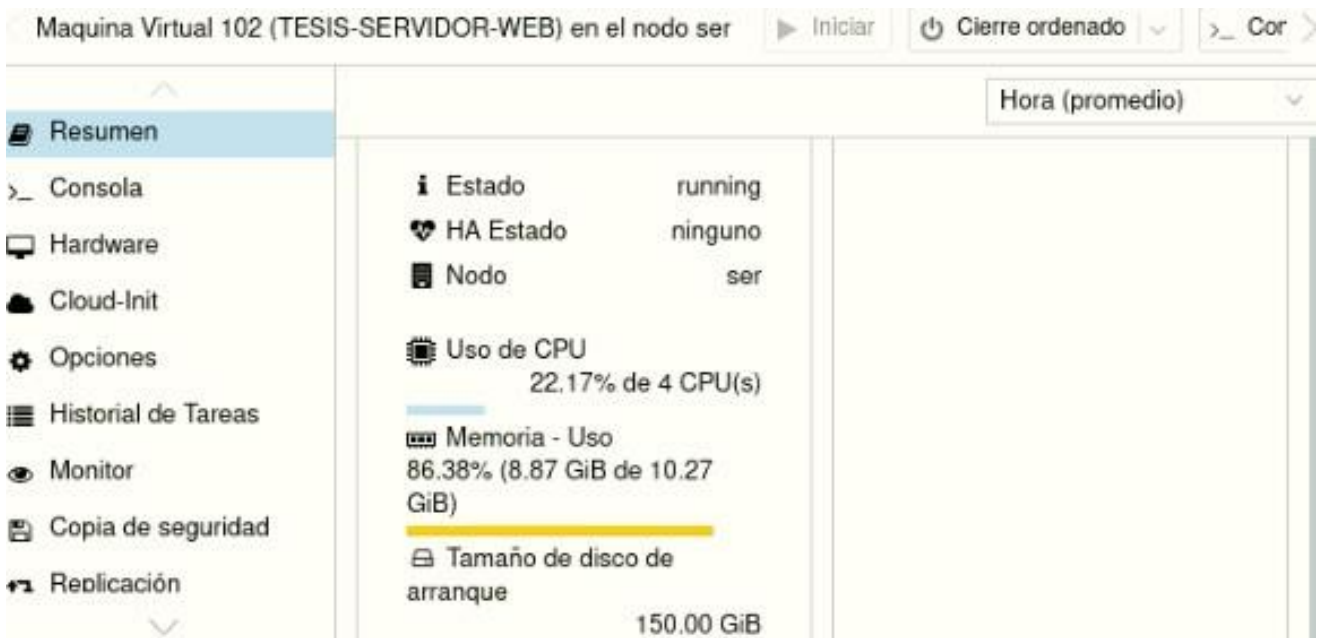 Maquina Virtual 102 (TESIS-SERVIDOR-WEB) en el nodo ser
Iniciar
Cierre ordenado
>_ Cor
Hora (promedio)
Resumen
>_ Consola
Hardware
Cloud-Init
Opciones
Historial de Tareas
Monitor
Copia de seguridad
Replicación
Estado running
HA Estado ninguno
Nodo ser
Uso de CPU
22.17% de 4 CPU(s)
Memoria - Uso
86.38% (8.87 GiB de 10.27
GiB)
Tamaño de disco de
arranque
150.00 GiB